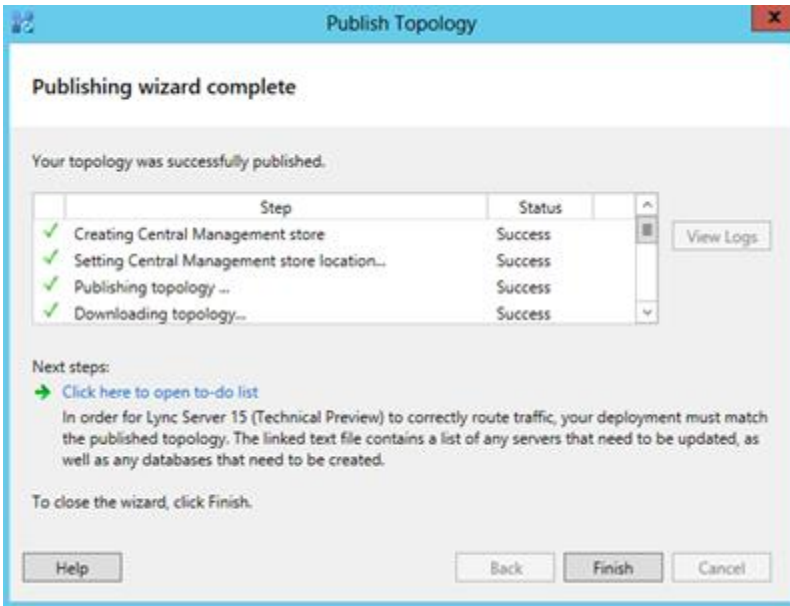 Publish Topology
x
Publishing wizard complete
Your topology was successfully published.
Step Status
Creating Central Management store Success
Setting Central Management store location... Success
Publishing topology ... Success
Downloading topology... Success
View Logs
Next steps:
Click here to open to-do list
In order for Lync Server 15 (Technical Preview) to correctly route traffic, your deployment must match
the published topology. The linked text file contains a list of any servers that need to be updated, as
well as any databases that need to be created.
To close the wizard, click Finish.
Help Back Finish Cancel